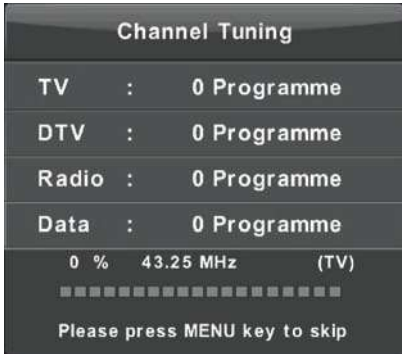 Channel Tuning
TV : 0 Programme
DTV : 0 Programme
Radio : 0 Programme
Data : 0 Programme
0 % 43.25 MHz (TV)
Please press MENU key to skip